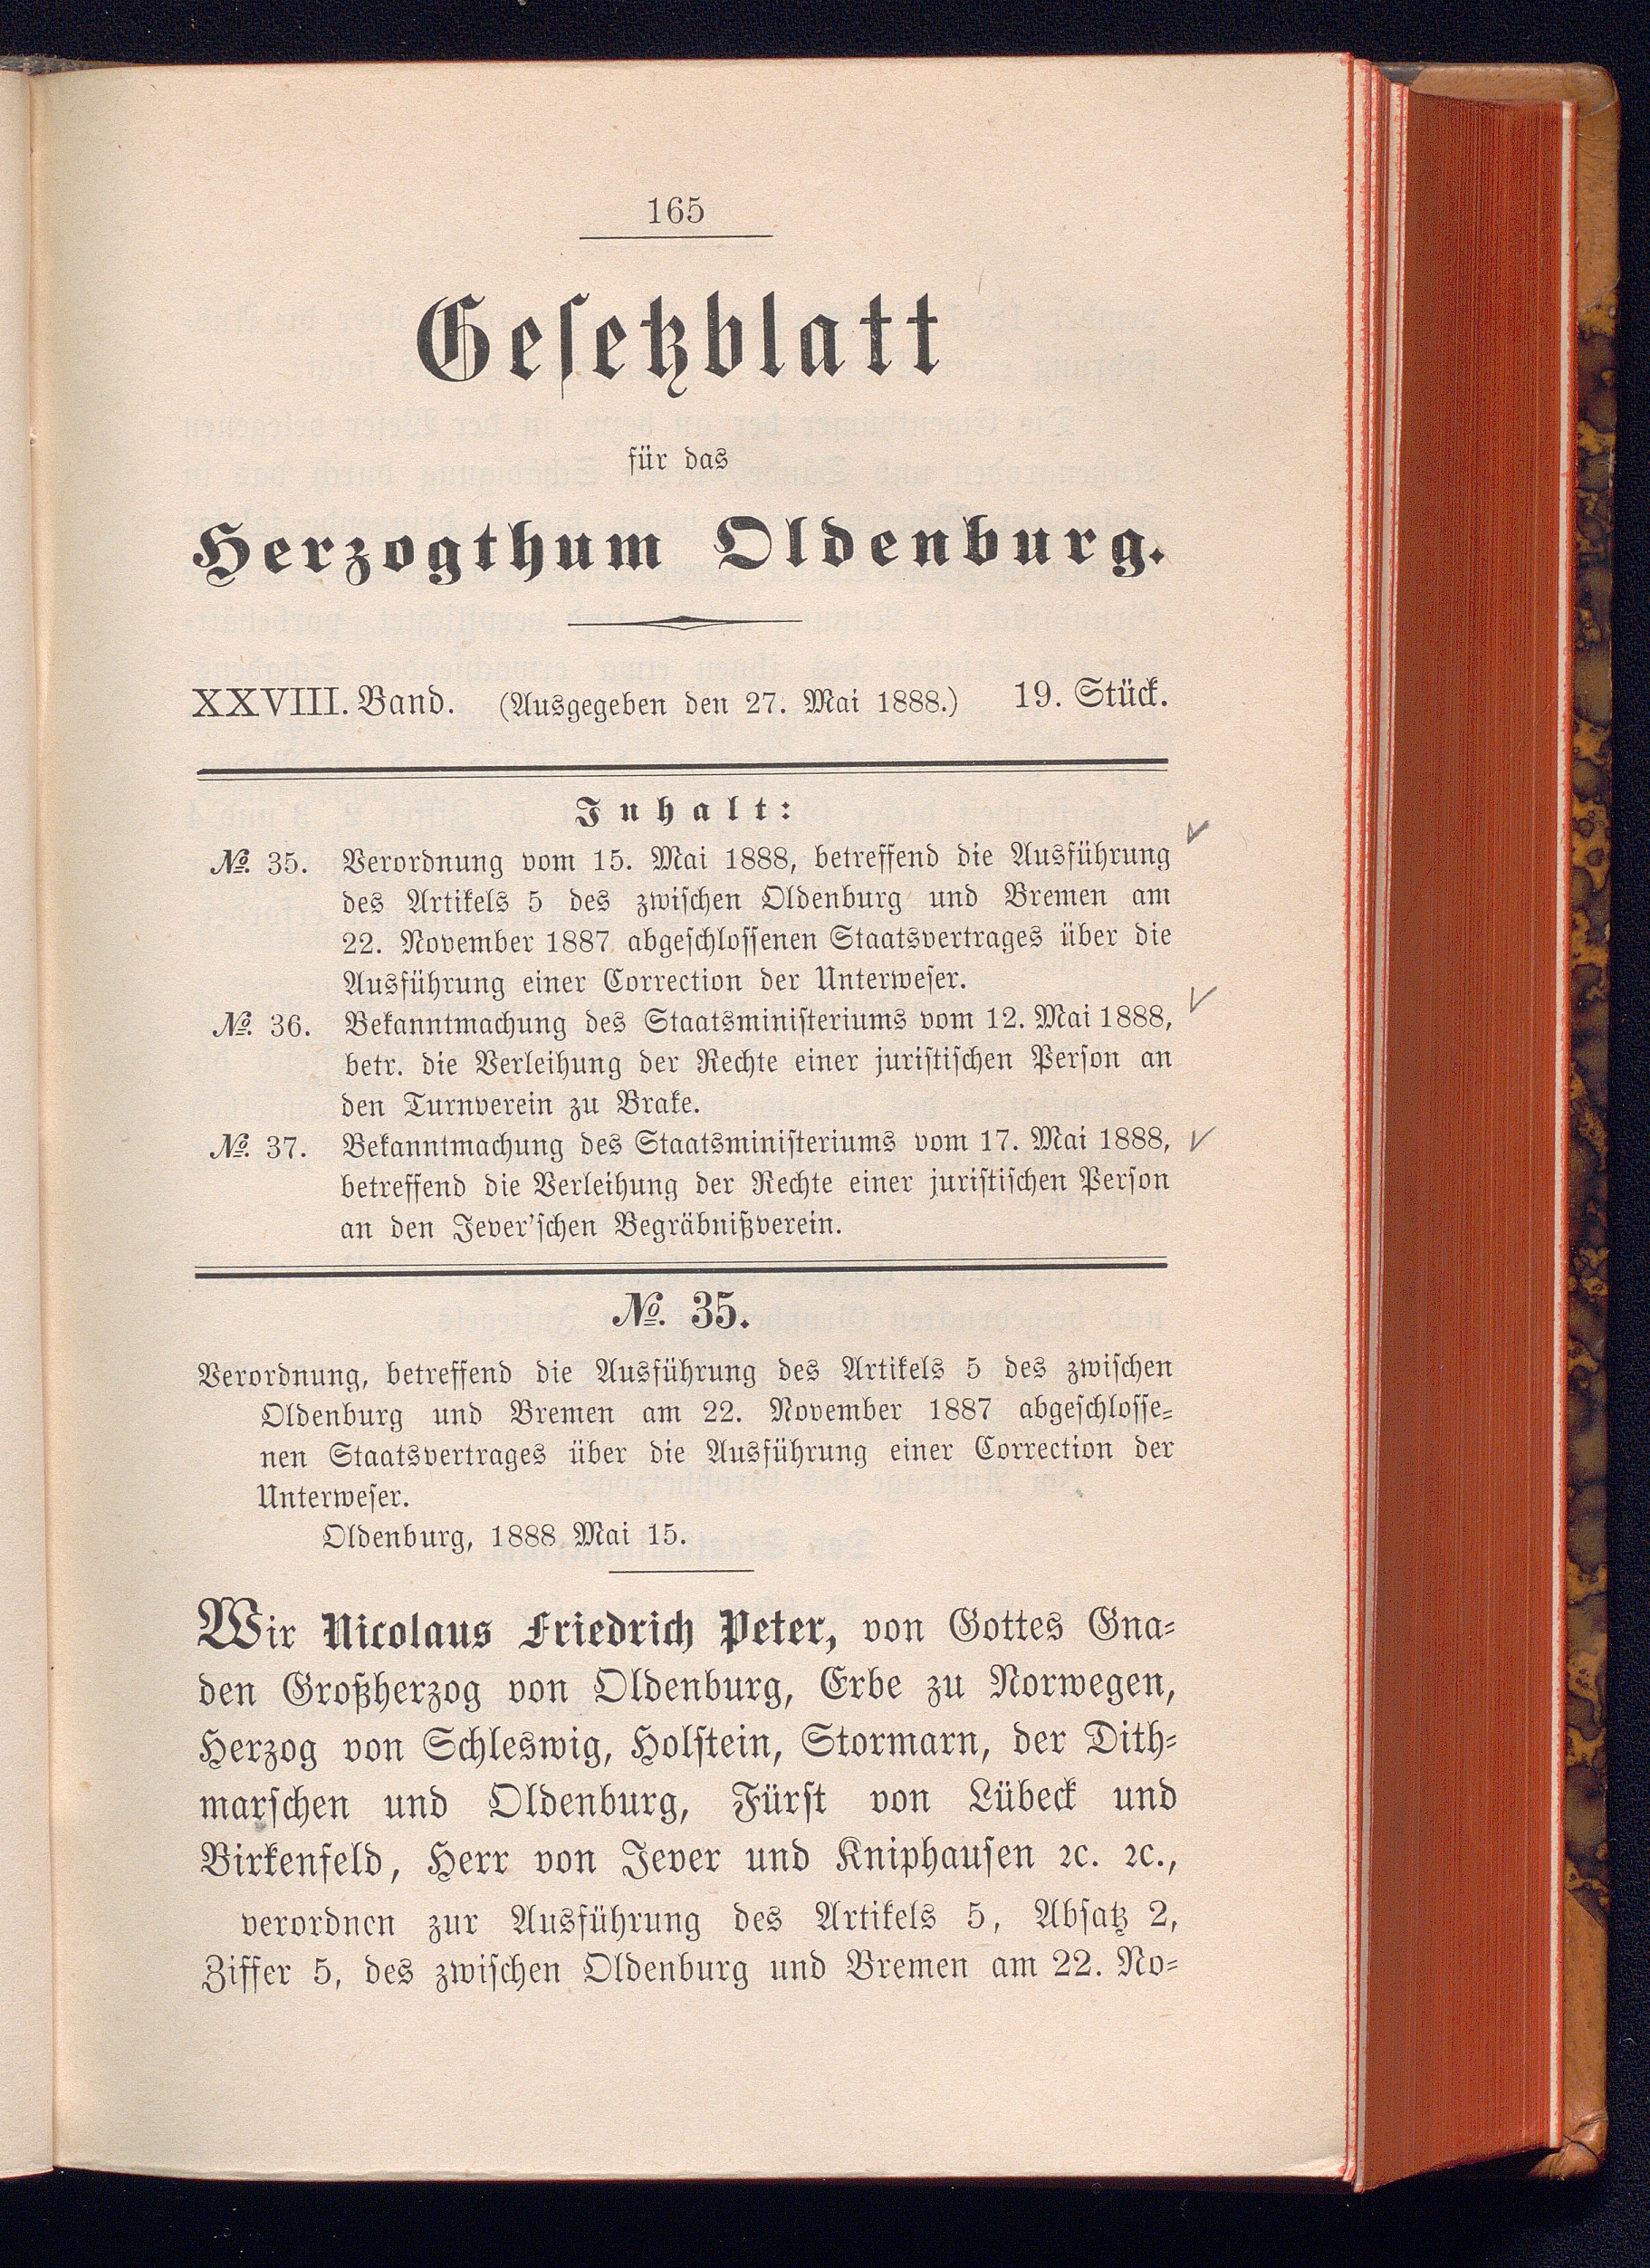 165
Gesetzblatt
für das
Herzogthum Oldenburg.
XXVIII. Band. (Ausgegeben den 27. Mai 1888.) 19. Stück.
Inhalt:
№. 35. Verordnung vom 15. Mai 1888, betreffend die Ausführung
des Artikels 5 des zwischen Oldenburg und Bremen am
22. November 1887 abgeschlossenen Staatsvertrages über die
Ausführung einer Correction der Unterweser.
№. 36. Bekanntmachung des Staatsministeriums vom 12. Mai 1888,
betr. die Verleihung der Rechte einer juristischen Person an
den Turnverein zu Brake.
№. 37. Bekanntmachung des Staatsministeriums vom 17. Mai 1888,
betreffend die Verleihung der Rechte einer juristischen Person
an den Jever'schen Begräbnißverein.
№. 35.
Verordnung, betreffend die Ausführung des Artikels 5 des zwischen
Oldenburg und Bremen am 22. November 1887 abgeschlosse-
nen Staatsvertrages über die Ausführung einer Correction der
Unterweser.
Oldenburg, 1888 Mai 15.
Wir Nicolaus Friedrich Peter, von Gottes Gna-
den Großherzog von Oldenburg, Erbe zu Norwegen,
Herzog von Schleswig, Holstein, Stormarn, der Dith-
marschen und Oldenburg, Fürst von Lübeck und
Birkenfeld, Herr von Jever und Kniphausen ꝛc. ꝛc.,
verordnen zur Ausführung des Artikels 5, Absatz 2,
Ziffer 5, des zwischen Oldenburg und Bremen am 22. No-